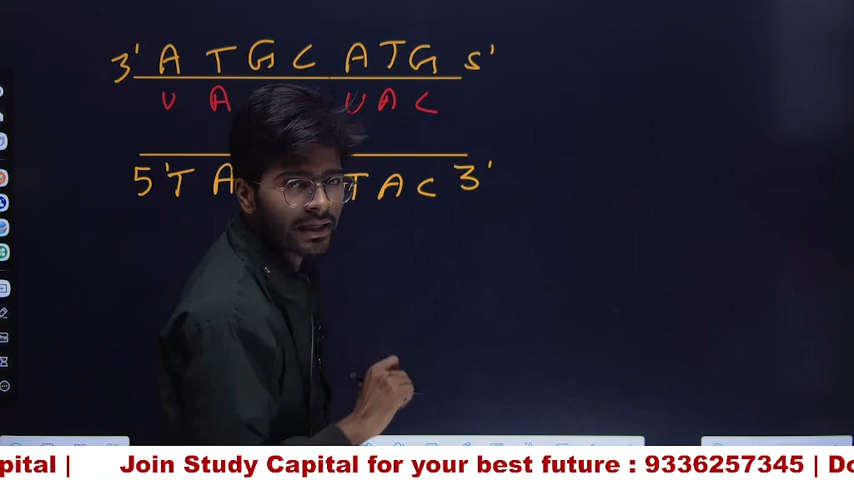 3' A T G C A T G 5'
U A U A C
5' T A T A C 3'
pital | Join Study Capital for your best future : 9336257345 | Do